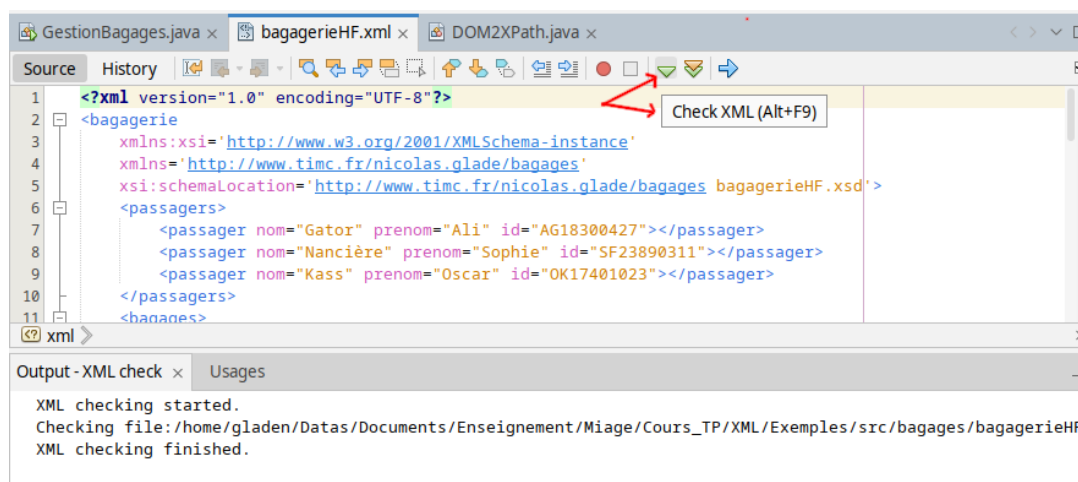 GestionBagages.java × bagagerieHF.xml × DOM2XPath.java ×
Source History
Check XML (Alt+F9)
1 <?xml version="1.0" encoding="UTF-8"?>
2 <bagagerie
3 xmlns:xsi='http://www.w3.org/2001/XMLSchema-instance'
4 xmlns='http://www.timc.fr/nicolas.glade/bagages'
5 xsi:schemaLocation='http://www.timc.fr/nicolas.glade/bagages bagagerieHF.xsd'>
6 <passagers>
7 <passager nom="Gator" prenom="Ali" id="AG18300427"></passager>
8 <passager nom="Nancière" prenom="Sophie" id="SF23890311"></passager>
9 <passager nom="Kass" prenom="Oscar" id="OK17401023"></passager>
10 </passagers>
11 <bagages>
xml
Output - XML check × Usages
XML checking started.
Checking file:/home/gladen/Datas/Documents/Enseignement/Miage/Cours_TP/XML/Exemples/src/bagages/bagagerieHF
XML checking finished.